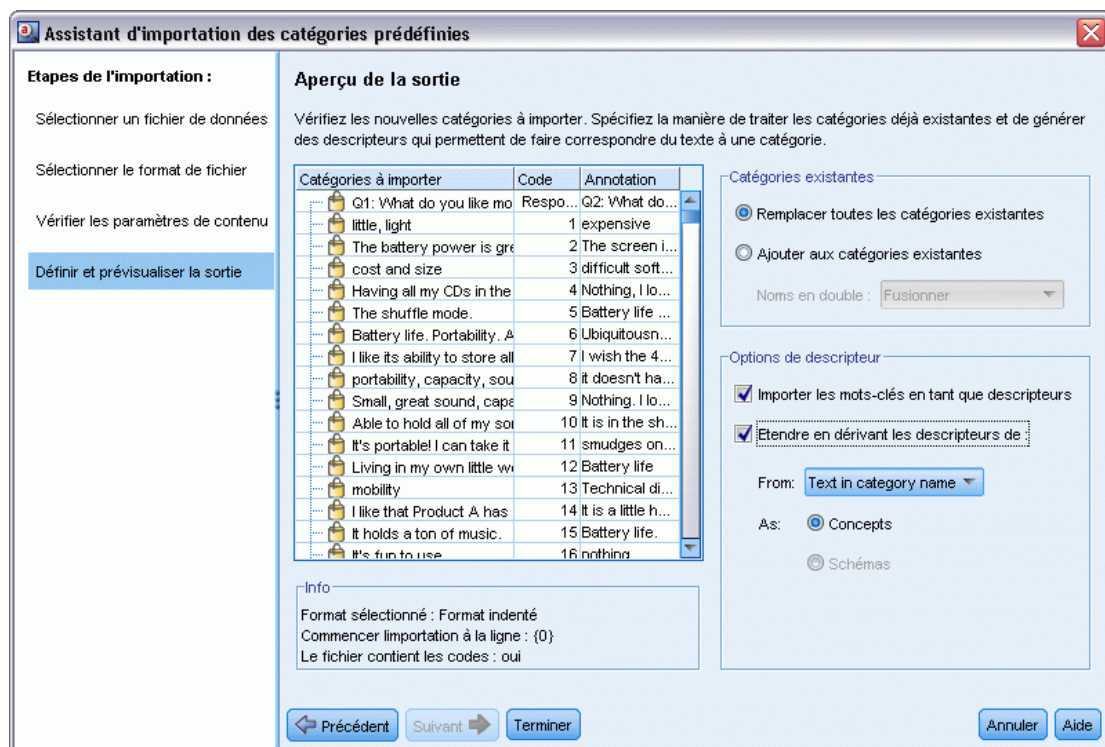 Assistant d'importation des catégories prédéfinies
Etapes de l'importation :
Sélectionner un fichier de données
Sélectionner le format de fichier
Vérifier les paramètres de contenu
Définir et prévisualiser la sortie
Aperçu de la sortie
Vérifiez les nouvelles catégories à importer. Spécifiez la manière de traiter les catégories déjà existantes et de générer
des descripteurs qui permettent de faire correspondre du texte à une catégorie.
Catégories à importer Code Annotation
Q1: What do you like mo Respo... Q2: What do...
little, light 1 expensive
The battery power is gre 2 The screen i...
cost and size 3 difficult soft...
Having all my CDs in the 4 Nothing, I lo...
The shuffle mode. 5 Battery life ...
Battery life. Portability. A 6 Ubiquitousn...
I like its ability to store all 7 I wish the 4...
portability, capacity, sou 8 it doesn't ha...
Small, great sound, capa 9 Nothing. I lo...
Able to hold all of my so 10 It is in the sh...
It's portable! I can take it 11 smudges on...
Living in my own little w 12 Battery life
mobility 13 Technical di...
I like that Product A has 14 It is a little h...
It holds a ton of music. 15 Battery life.
It's fun to use 16 nothing
Catégories existantes
Remplacer toutes les catégories existantes
Ajouter aux catégories existantes
Noms en double : Fusionner
Options de descripteur
Importer les mots-clés en tant que descripteurs
Etendre en dérivant les descripteurs de :
From: Text in category name
As: Concepts
Schémas
Info
Format sélectionné : Format indenté
Commencer limportation à la ligne : {0}
Le fichier contient les codes : oui
Précédent Suivant Terminer Annuler Aide